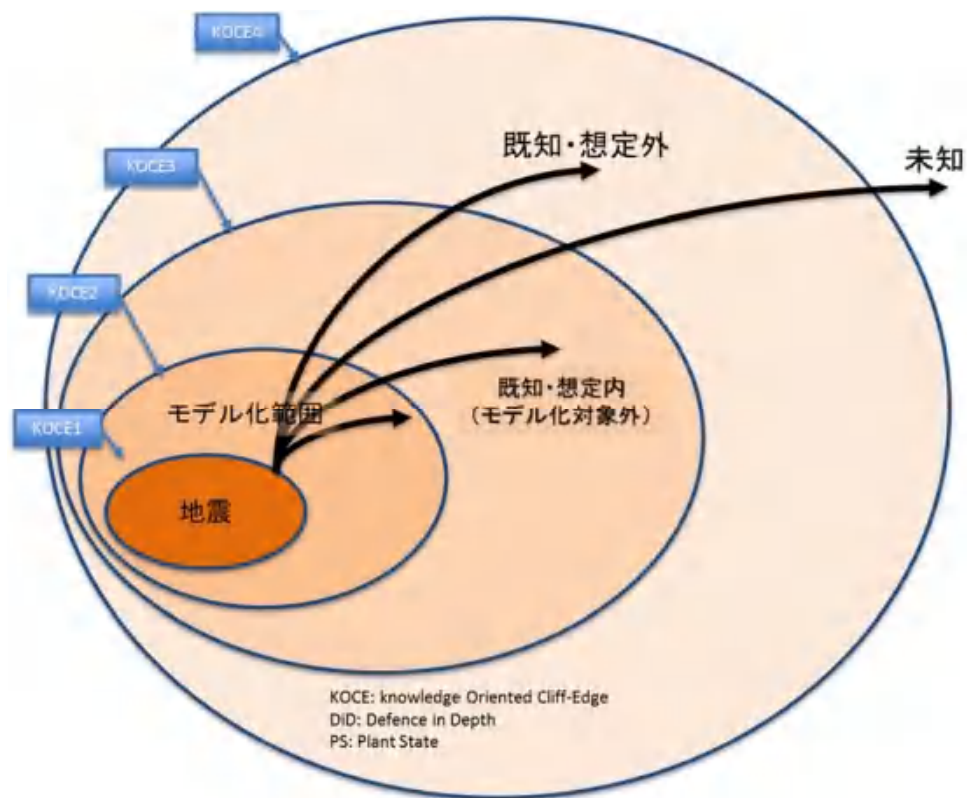 KOCE4
既知・想定外
未知
KOCE3
KOCE2
既知・想定内
(モデル化対象外)
モデル化範囲
KOCE1
地震
KOCE: knowledge Oriented Cliff-Edge
DiD: Defence in Depth
PS: Plant State